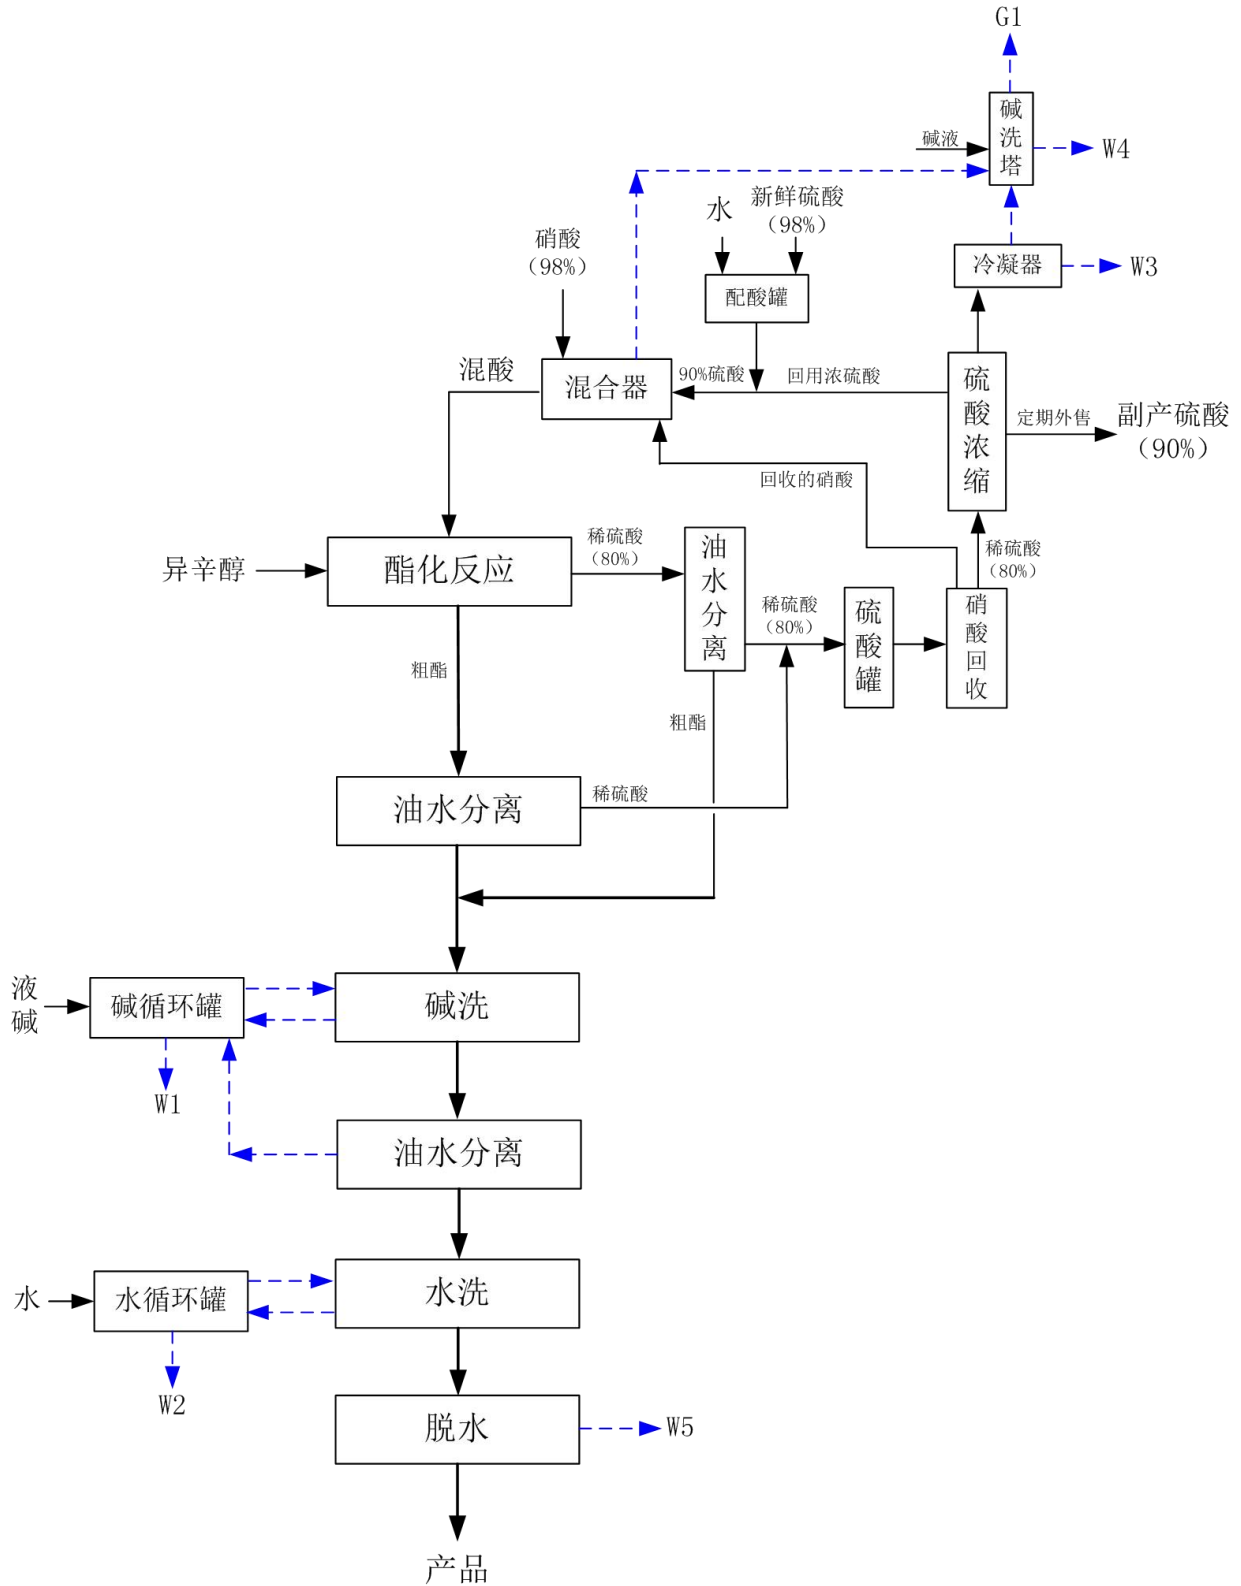 G1
碱洗塔
碱液
W4
水
新鲜硫酸
（98%）
硝酸
（98%）
冷凝器
W3
配酸罐
混酸
混合器
90%硫酸
回用浓硫酸
硫酸浓缩
定期外售
副产硫酸
（90%）
回收的硝酸
异辛醇
酯化反应
稀硫酸
（80%）
油水分离
稀硫酸
（80%）
硫酸罐
稀硫酸
（80%）
硝酸回收
粗酯
粗酯
油水分离
稀硫酸
液碱
碱循环罐
碱洗
W1
油水分离
水
水循环罐
水洗
W2
脱水
W5
产品